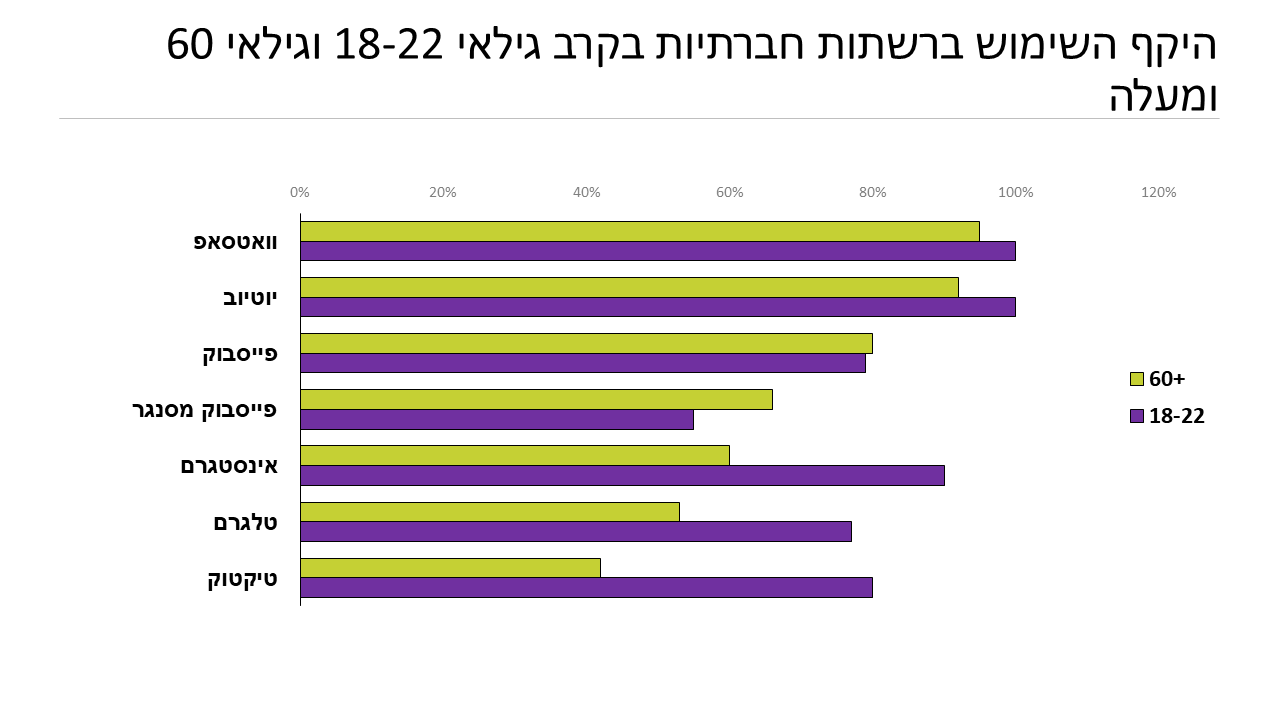 היקף השימוש ברשתות חברתיות בקרב גילאי 18-22 וגילאי 60
ומעלה
0% 20% 40% 60% 80% 100% 120%
וואטסאפ
יוטיוב
פייסבוק
פייסבוק מסנגר
אינסטגרם
טלגרם
טיקטוק
60+
18-22